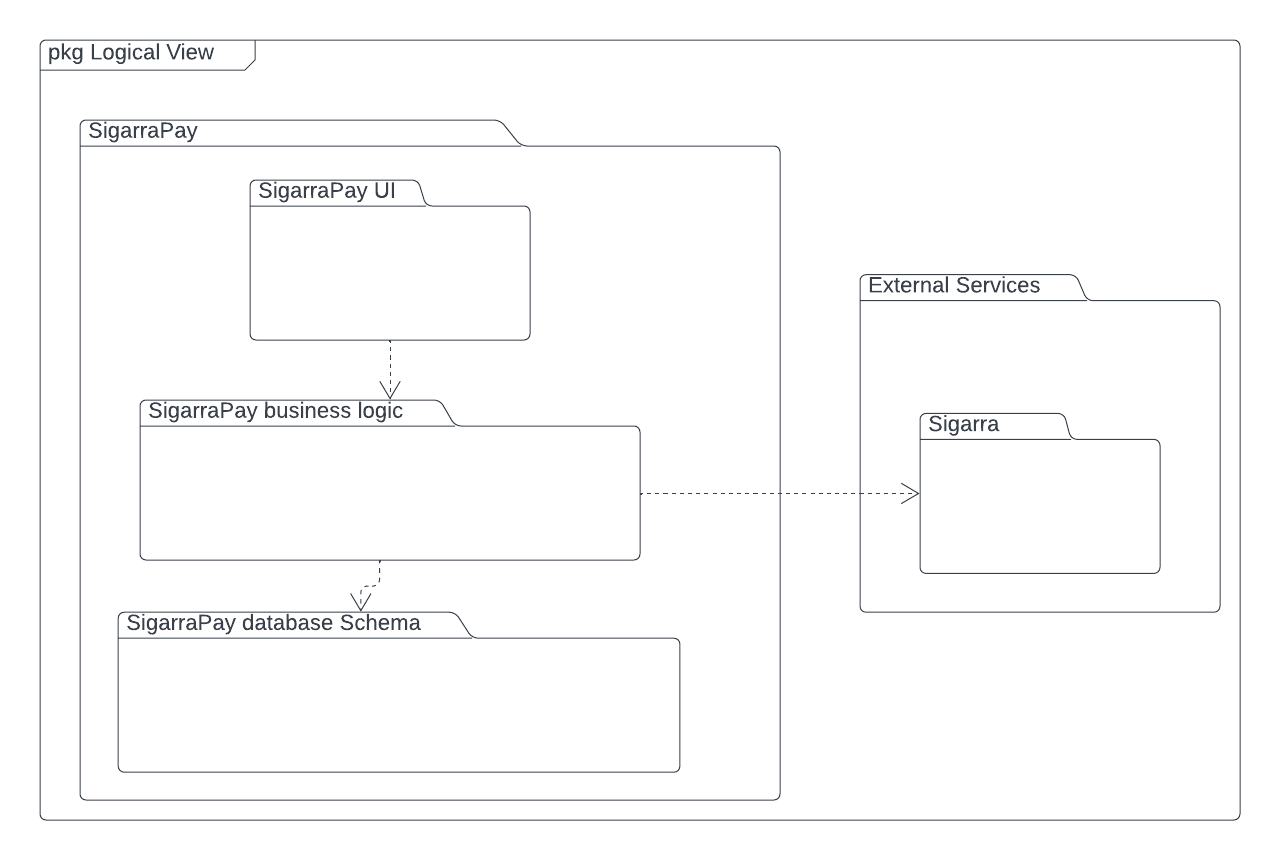 pkg Logical View
SigarraPay
SigarraPay UI
External Services
SigarraPay business logic
Sigarra
SigarraPay database Schema